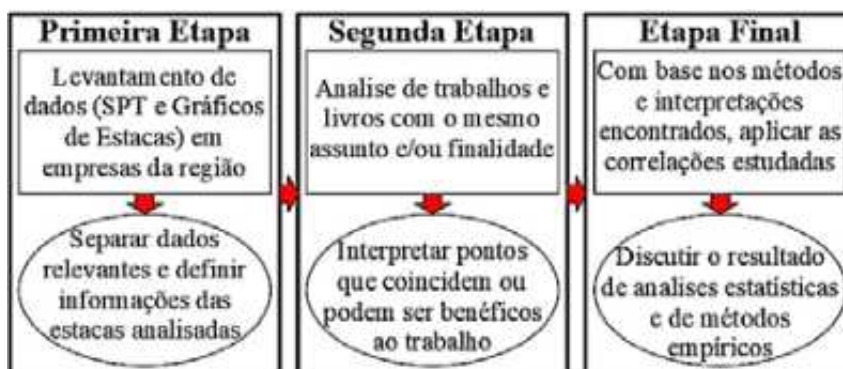 Primeira Etapa
Levantamento de
dados (SPT e Gráficos
de Estacas) em
empresas da região
Separar dados
relevantes e definir
informações das
estacas analisadas
Segunda Etapa
Analise de trabalhos e
livros com o mesmo
assunto e/ou finalidade
Interpretar pontos
que coincidem ou
podem ser benéficos
ao trabalho
Etapa Final
Com base nos métodos
e interpretações
encontrados, aplicar as
correlações estudadas
Discutir o resultado
de analises estatísticas
e de métodos
empíricos